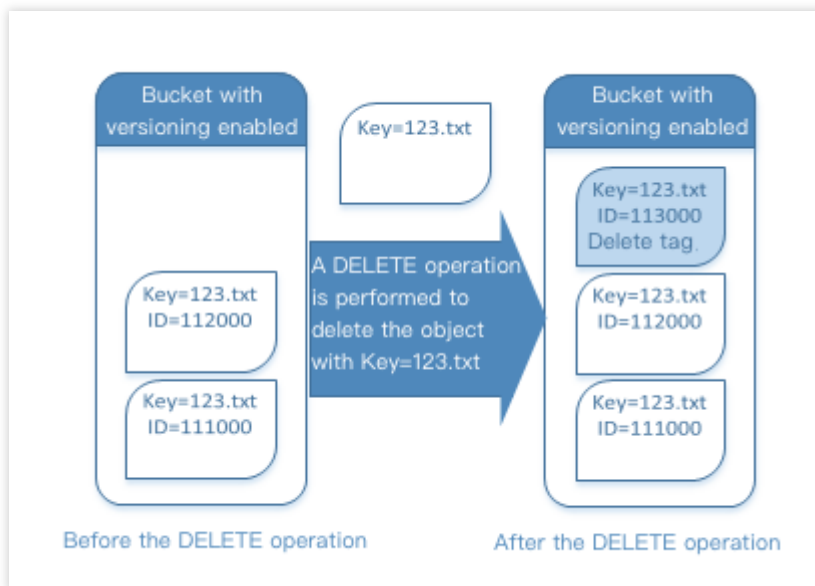 Bucket with
versioning enabled
Key=123.txt
ID=112000
Key=123.txt
ID=111000
Before the DELETE operation
Key=123.txt
A DELETE operation
is performed to
delete the object
with Key=123.txt
Bucket with
versioning enabled
Key=123.txt
ID=113000
Delete tag.
Key=123.txt
ID=112000
Key=123.txt
ID=111000
After the DELETE operation